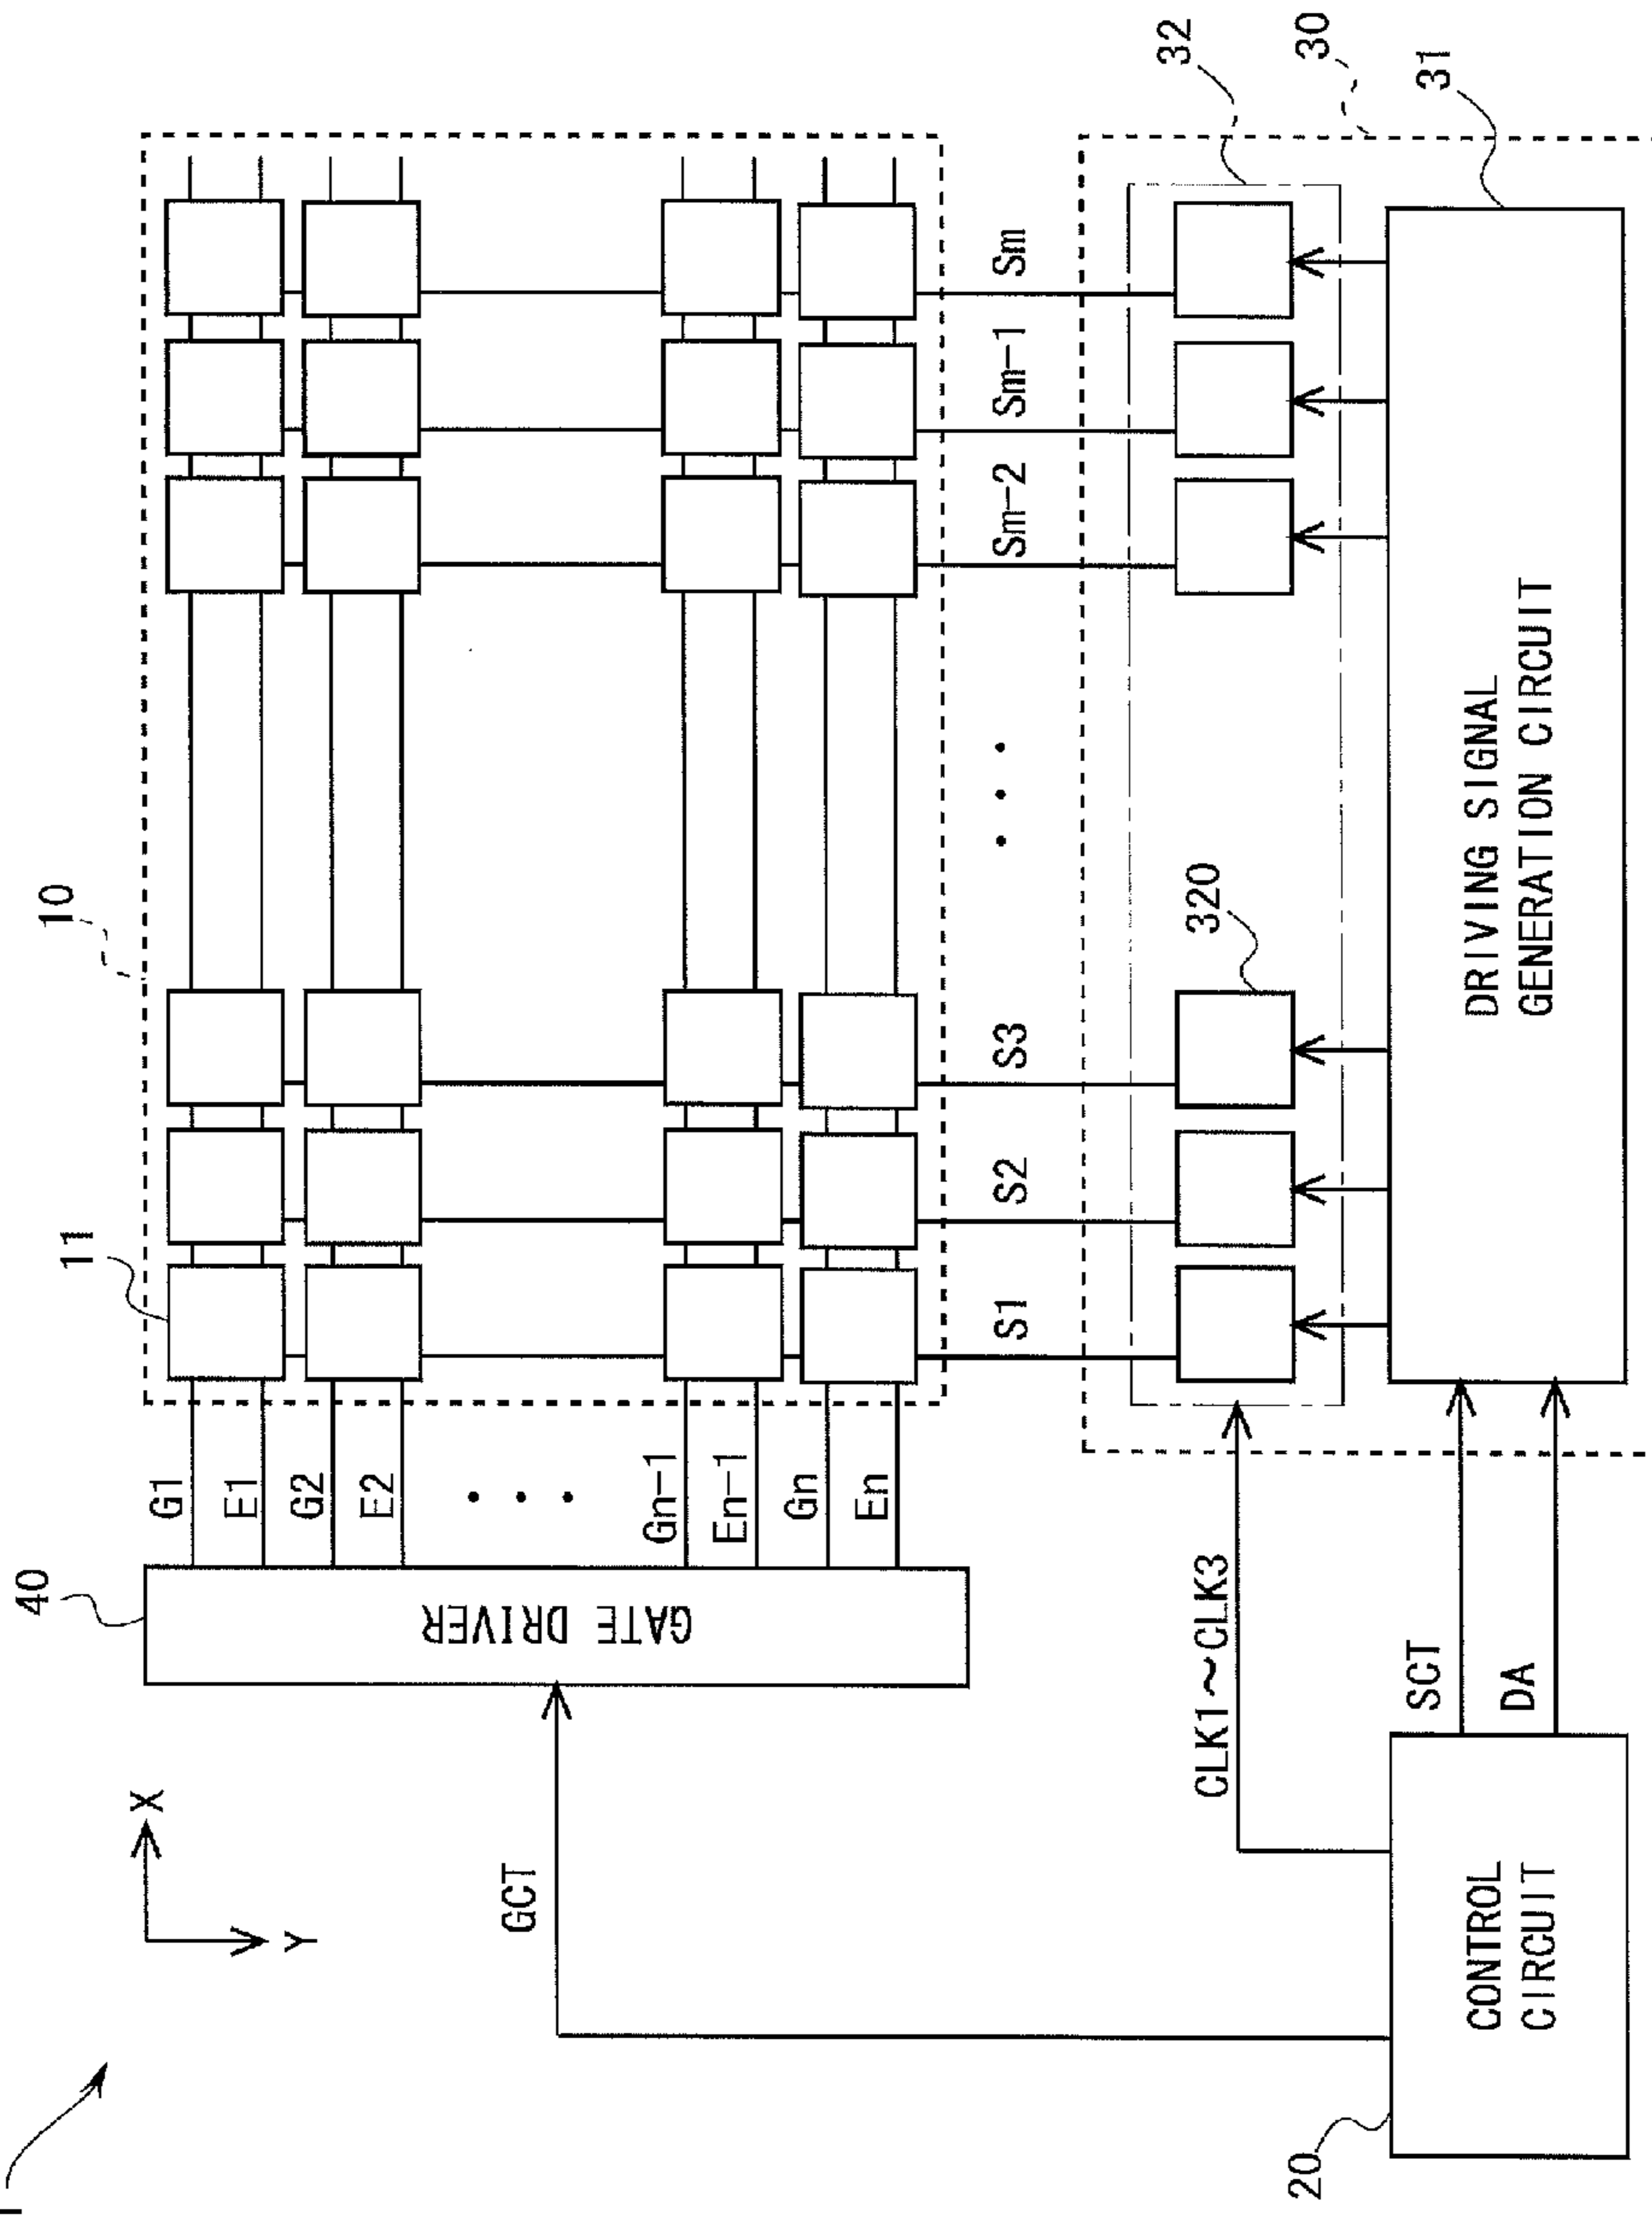 10
11
40
G1
E1
G2
E2
• • •
Gn-1
En-1
Gn
En
GATE DRIVER
X
Y
GCT
S1
S2
S3
• • •
Sm-2
Sm-1
Sm
32
30
31
320
CLK1～CLK3
SCT
DA
DRIVING SIGNAL
GENERATION CIRCUIT
CONTROL
CIRCUIT
20